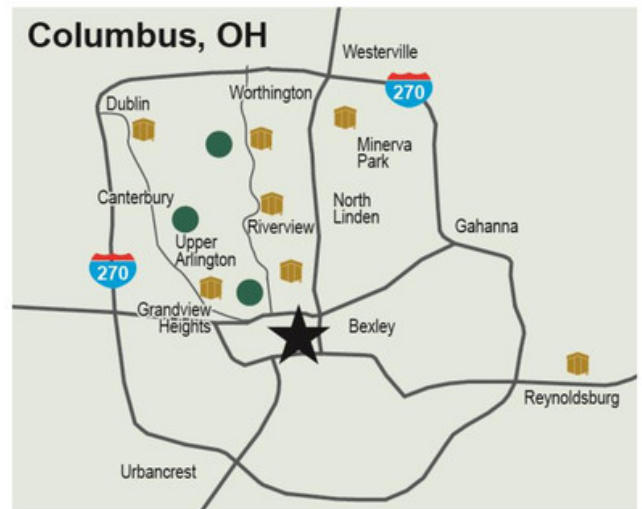 Columbus, OH
Westerville
270
Dublin
Worthington
Minerva
Park
Canterbury
North
Linden
Riverview
Gahanna
Upper
Arlington
270
Grandview
Heights
Bexley
Reynoldsburg
Urbancrest